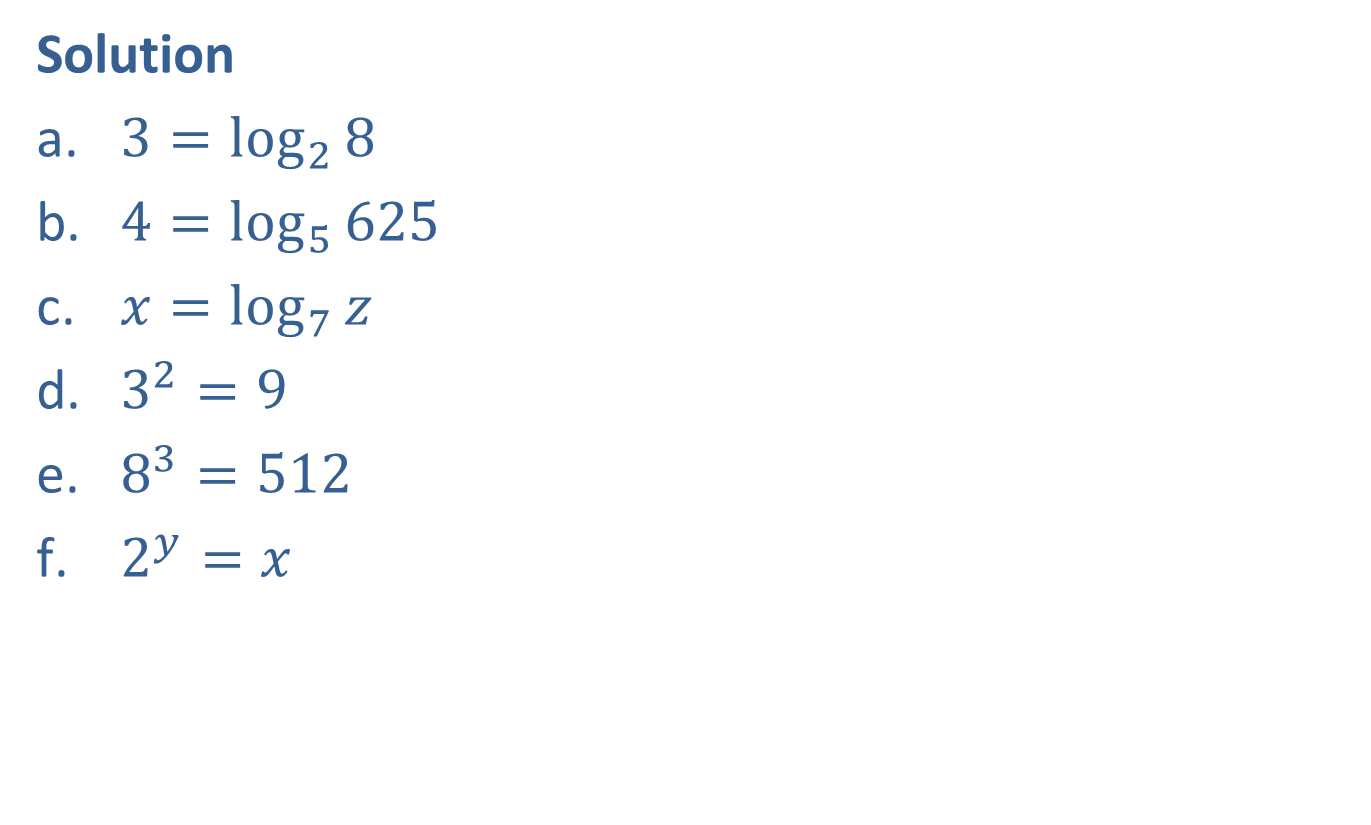 Solution
a. 3 = log₂ 8
b. 4 = log₅ 625
c. x = log₇ z
d. 3² = 9
e. 8³ = 512
f. 2ʸ = x